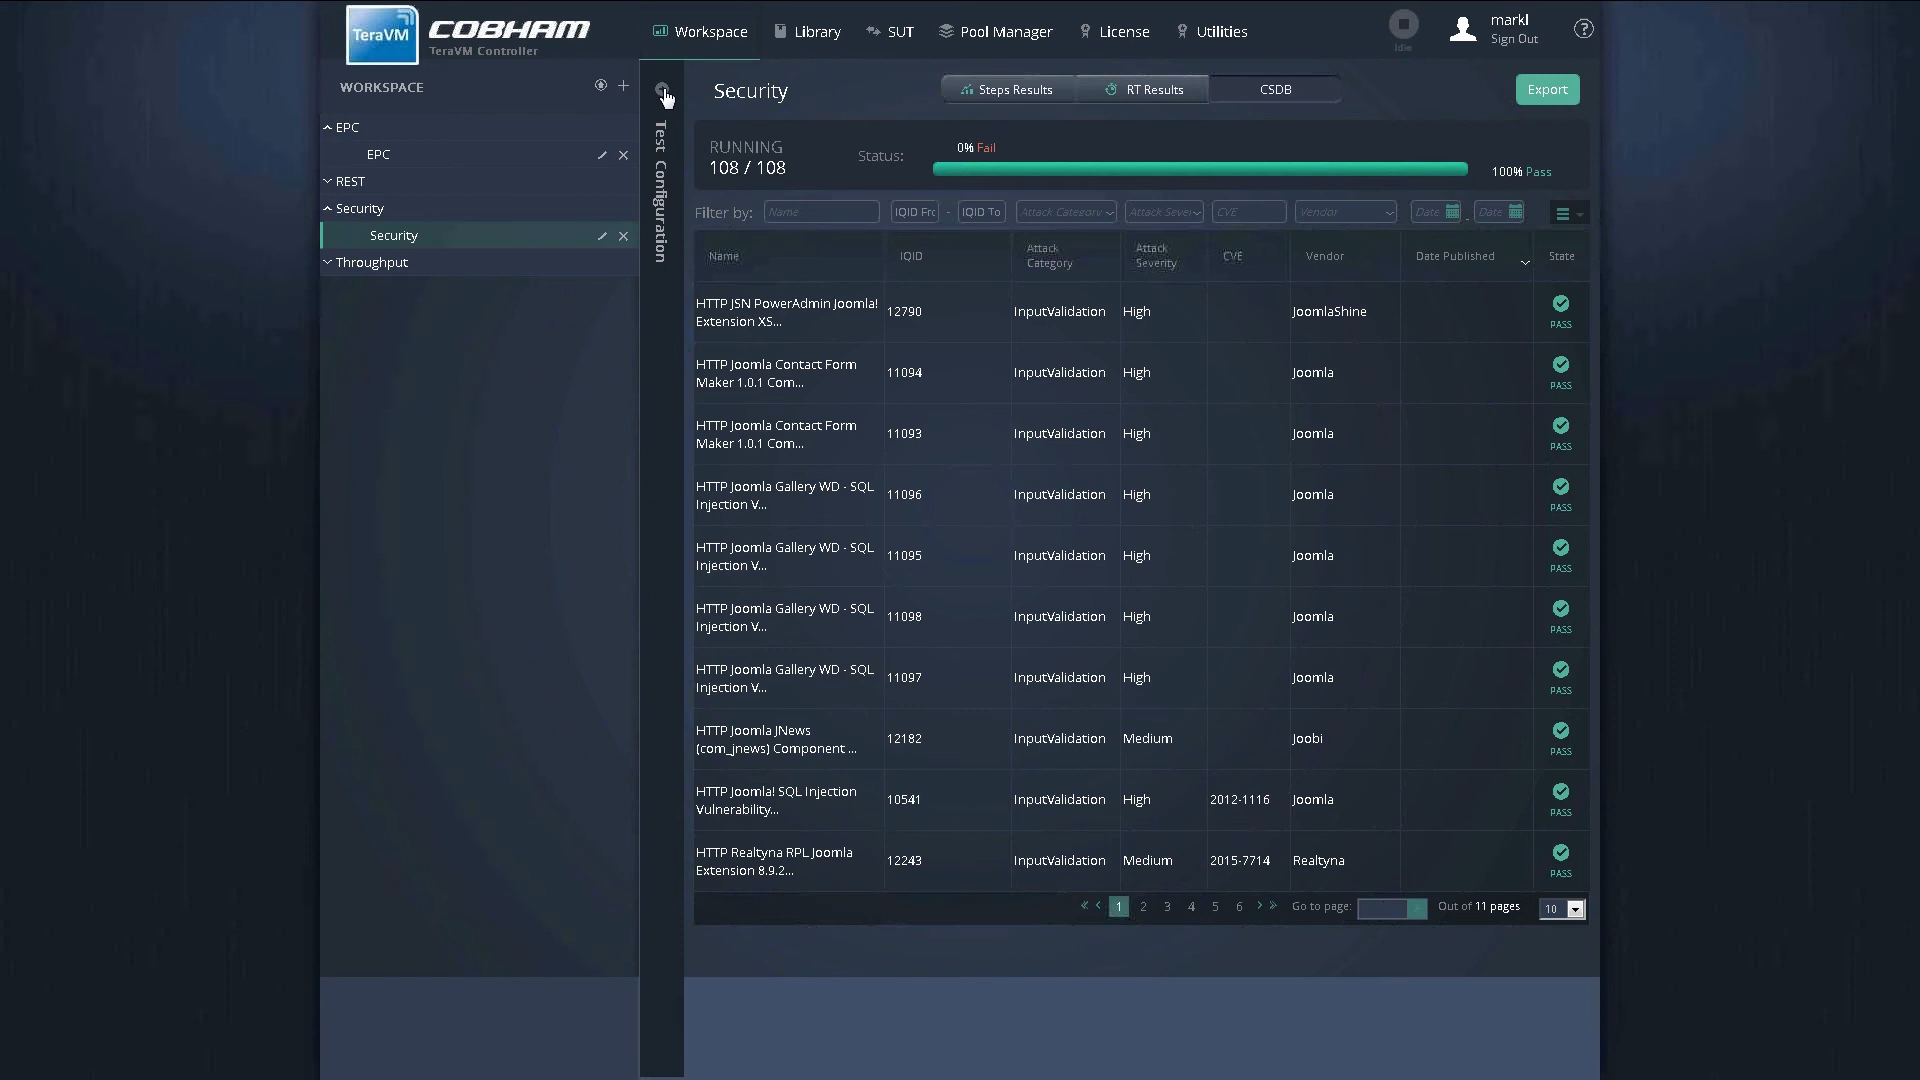 TeraVM
COBHAM
TeraVM Controller
Workspace
Library
SUT
Pool Manager
License
Utilities
Idle
markl
Sign Out
?
WORKSPACE
EPC
EPC
REST
Security
Security
Throughput
Test Configuration
Security
Steps Results
RT Results
CSDB
Export
RUNNING
108 / 108
Status:
0% Fail
100% Pass
Filter by:
Name
IQID Frc
-
IQID To
Attack Category
Attack Sever
CVE
Vendor
Date
-
Date
Name
IQID
Attack Category
Attack Severity
CVE
Vendor
Date Published
State
HTTP JSN PowerAdmin Joomla! Extension XS...
12790
InputValidation
High
JoomlaShine
PASS
HTTP Joomla Contact Form Maker 1.0.1 Com...
11094
InputValidation
High
Joomla
PASS
HTTP Joomla Contact Form Maker 1.0.1 Com...
11093
InputValidation
High
Joomla
PASS
HTTP Joomla Gallery WD - SQL Injection V...
11096
InputValidation
High
Joomla
PASS
HTTP Joomla Gallery WD - SQL Injection V...
11095
InputValidation
High
Joomla
PASS
HTTP Joomla Gallery WD - SQL Injection V...
11098
InputValidation
High
Joomla
PASS
HTTP Joomla Gallery WD - SQL Injection V...
11097
InputValidation
High
Joomla
PASS
HTTP Joomla JNews (com_jnews) Component ...
12182
InputValidation
Medium
Joobi
PASS
HTTP Joomla! SQL Injection Vulnerability...
10541
InputValidation
High
2012-1116
Joomla
PASS
HTTP Realtyna RPL Joomla Extension 8.9.2...
12243
InputValidation
Medium
2015-7714
Realtyna
PASS
« < 1 2 3 4 5 6 > »
Go to page:
Out of 11 pages
10